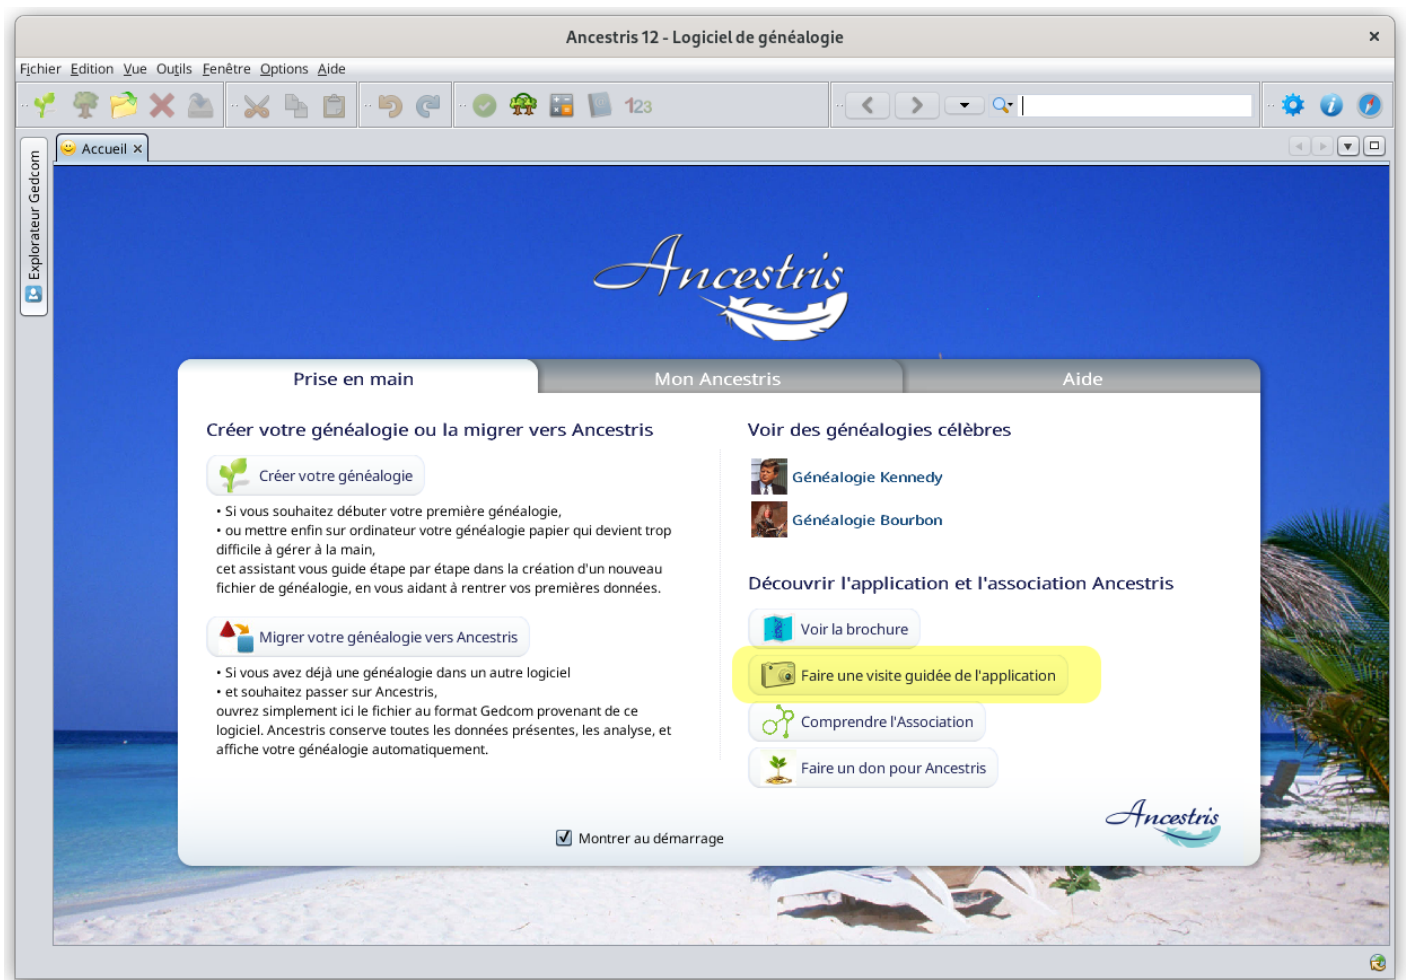 Ancestris 12 - Logiciel de généalogie
Fichier Edition Vue Outils Fenêtre Options Aide
123
Accueil
Explorateur Gedcom
Ancestris
Prise en main
Mon Ancestris
Aide
Créer votre généalogie ou la migrer vers Ancestris
Créer votre généalogie
• Si vous souhaitez débuter votre première généalogie,
• ou mettre enfin sur ordinateur votre généalogie papier qui devient trop
difficile à gérer à la main,
cet assistant vous guide étape par étape dans la création d'un nouveau
fichier de généalogie, en vous aidant à rentrer vos premières données.
Migrer votre généalogie vers Ancestris
• Si vous avez déjà une généalogie dans un autre logiciel
• et souhaitez passer sur Ancestris,
ouvrez simplement ici le fichier au format Gedcom provenant de ce
logiciel. Ancestris conserve toutes les données présentes, les analyse, et
affiche votre généalogie automatiquement.
Voir des généalogies célèbres
Généalogie Kennedy
Généalogie Bourbon
Découvrir l'application et l'association Ancestris
Voir la brochure
Faire une visite guidée de l'application
Comprendre l'Association
Faire un don pour Ancestris
Ancestris
Montrer au démarrage